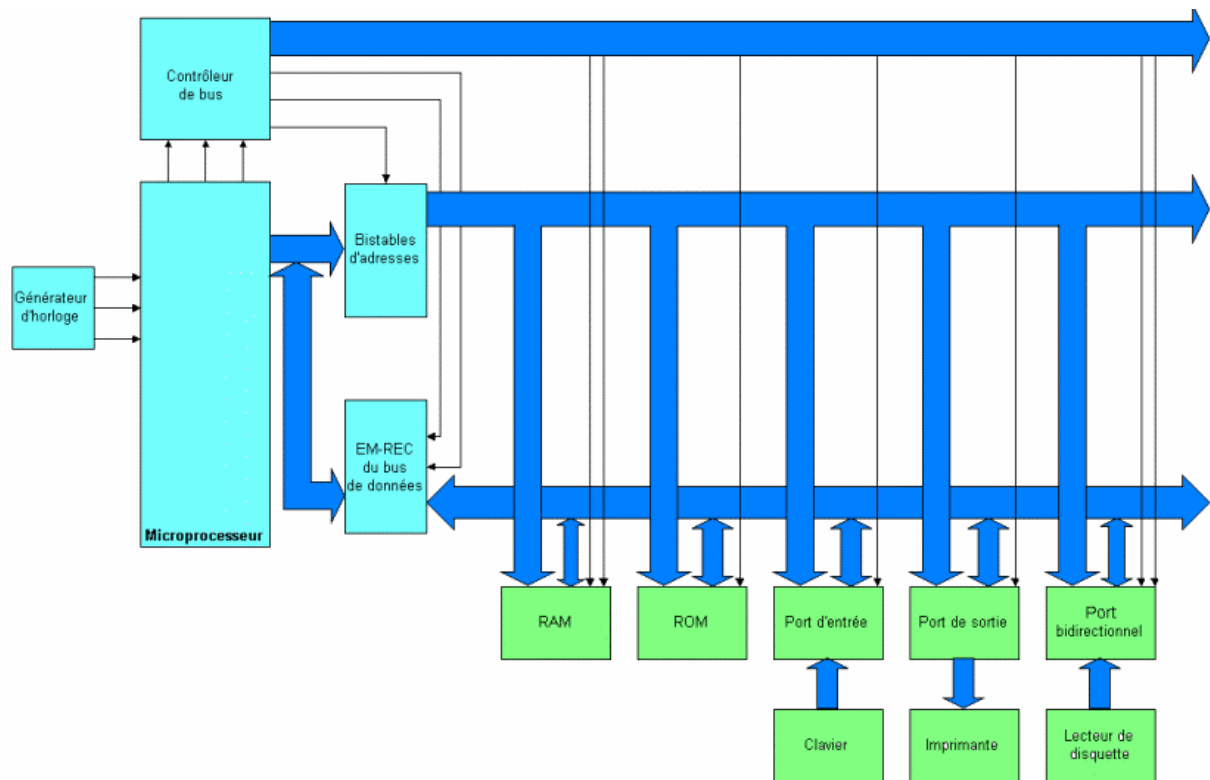 Contrôleur
de bus
Bistables
d'adresses
Générateur
d'horloge
EM-REC
du bus
de données
Microprocesseur
RAM
ROM
Port d'entrée
Port de sortie
Port
bidirectionnel
Clavier
Imprimante
Lecteur de
disquette